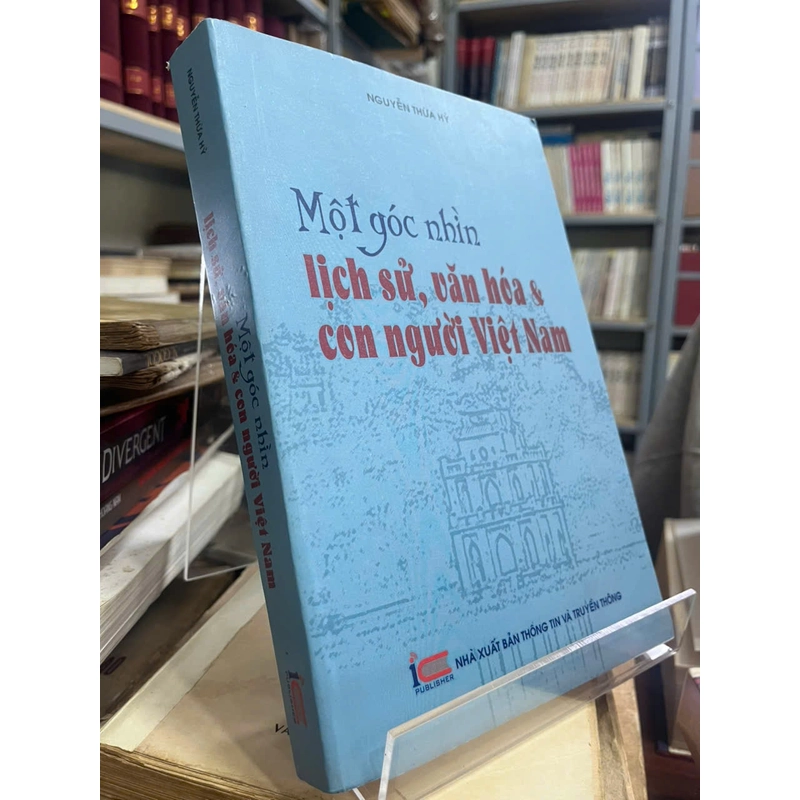 NGUYỄN THỪA HỶ
Một góc nhìn
lịch sử, văn hóa &
con người Việt Nam
iC
PUBLISHER
NHÀ XUẤT BẢN THÔNG TIN VÀ TRUYỀN THÔNG
NGUYỄN THỪA HỶ
Một góc nhìn
lịch sử, văn hóa & con người Việt Nam
DIVERGENT